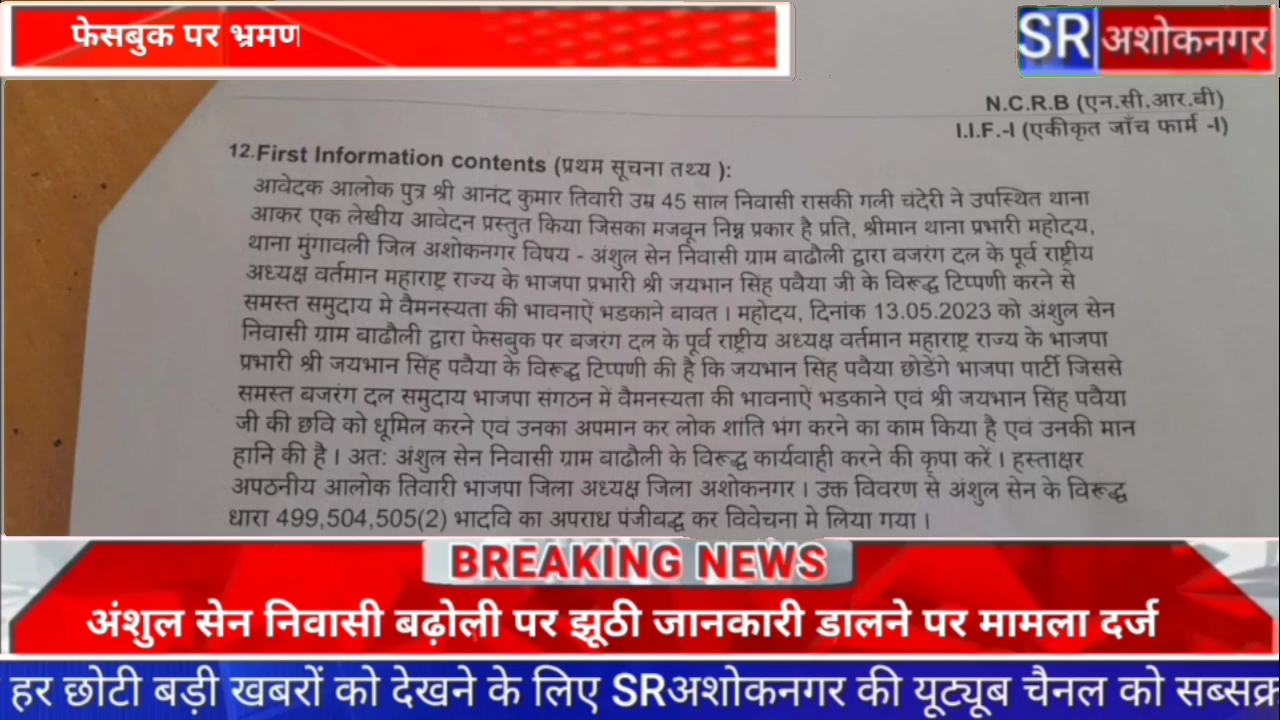 फेसबुक पर भ्रमण
SR अशोकनगर
N.C.R.B (एन.सी.आर.बी)
I.I.F.-I (एकीकृत जाँच फार्म -I)
12.First Information contents (प्रथम सूचना तथ्य ):
आवेदक आलोक पुत्र श्री आनंद कुमार तिवारी उम्र 45 साल निवासी रासकी गली चंदेरी ने उपस्थित थाना
आकर एक लेखीय आवेदन प्रस्तुत किया जिसका मजबून निम्न प्रकार है प्रति, श्रीमान थाना प्रभारी महोदय,
थाना मुंगावली जिल अशोकनगर विषय - अंशुल सेन निवासी ग्राम बाढौली द्वारा बजरंग दल के पूर्व राष्ट्रीय
अध्यक्ष वर्तमान महाराष्ट्र राज्य के भाजपा प्रभारी श्री जयभान सिंह पवैया जी के विरूद्ध टिप्पणी करने से
समस्त समुदाय मे वैमनस्यता की भावनाऐं भडकाने बावत । महोदय, दिनांक 13.05.2023 को अंशुल सेन
निवासी ग्राम बाढौली द्वारा फेसबुक पर बजरंग दल के पूर्व राष्ट्रीय अध्यक्ष वर्तमान महाराष्ट्र राज्य के भाजपा
प्रभारी श्री जयभान सिंह पवैया के विरूद्ध टिप्पणी की है कि जयभान सिंह पवैया छोडेंगे भाजपा पार्टी जिससे
समस्त बजरंग दल समुदाय भाजपा संगठन में वैमनस्यता की भावनाऐं भडकाने एवं श्री जयभान सिंह पवैया
जी की छवि को धूमिल करने एवं उनका अपमान कर लोक शांति भंग करने का काम किया है एवं उनकी मान
हानि की है । अत: अंशुल सेन निवासी ग्राम बाढौली के विरूद्ध कार्यवाही करने की कृपा करें । हस्ताक्षर
अपठनीय आलोक तिवारी भाजपा जिला अध्यक्ष जिला अशोकनगर । उक्त विवरण से अंशुल सेन के विरूद्ध
धारा 499,504,505(2) भादवि का अपराध पंजीबद्ध कर विवेचना मे लिया गया ।
BREAKING NEWS
अंशुल सेन निवासी बढ़ोली पर झूठी जानकारी डालने पर मामला दर्ज
हर छोटी बड़ी खबरों को देखने के लिए SRअशोकनगर की यूट्यूब चैनल को सब्सक्र